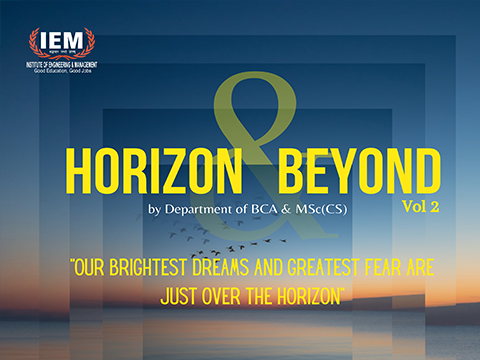 IEM
INSTITUTE OF ENGINEERING & MANAGEMENT
Good Education, Good Jobs
HORIZON & BEYOND
Vol 2
by Department of BCA & MSc(CS)
"OUR BRIGHTEST DREAMS AND GREATEST FEAR ARE
JUST OVER THE HORIZON"